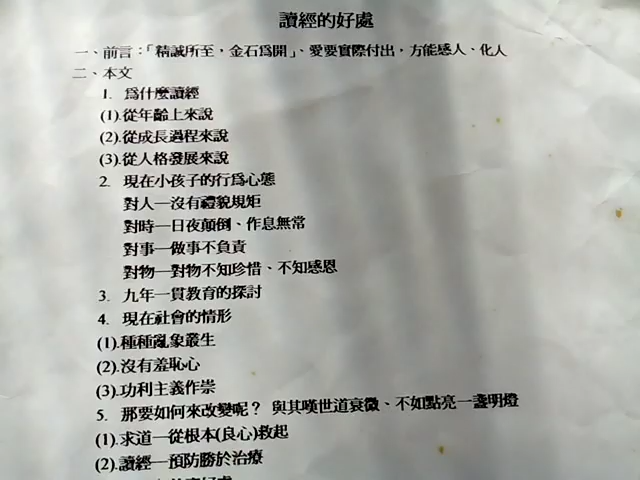 讀經的好處
一、前言：「精誠所至，金石爲開」、愛要實際付出，方能感人、化人
二、本文
1. 爲什麼讀經
(1).從年齡上來說
(2).從成長過程來說
(3).從人格發展來說
2. 現在小孩子的行爲心態
對人—沒有禮貌規矩
對時—日夜顛倒、作息無常
對事—做事不負責
對物—對物不知珍惜、不知感恩
3. 九年一貫教育的探討
4. 現在社會的情形
(1).種種亂象叢生
(2).沒有羞恥心
(3).功利主義作祟
5. 那要如何來改變呢？ 與其嘆世道衰微、不如點亮一盞明燈
(1).求道—從根本(良心)救起
(2).讀經—預防勝於治療